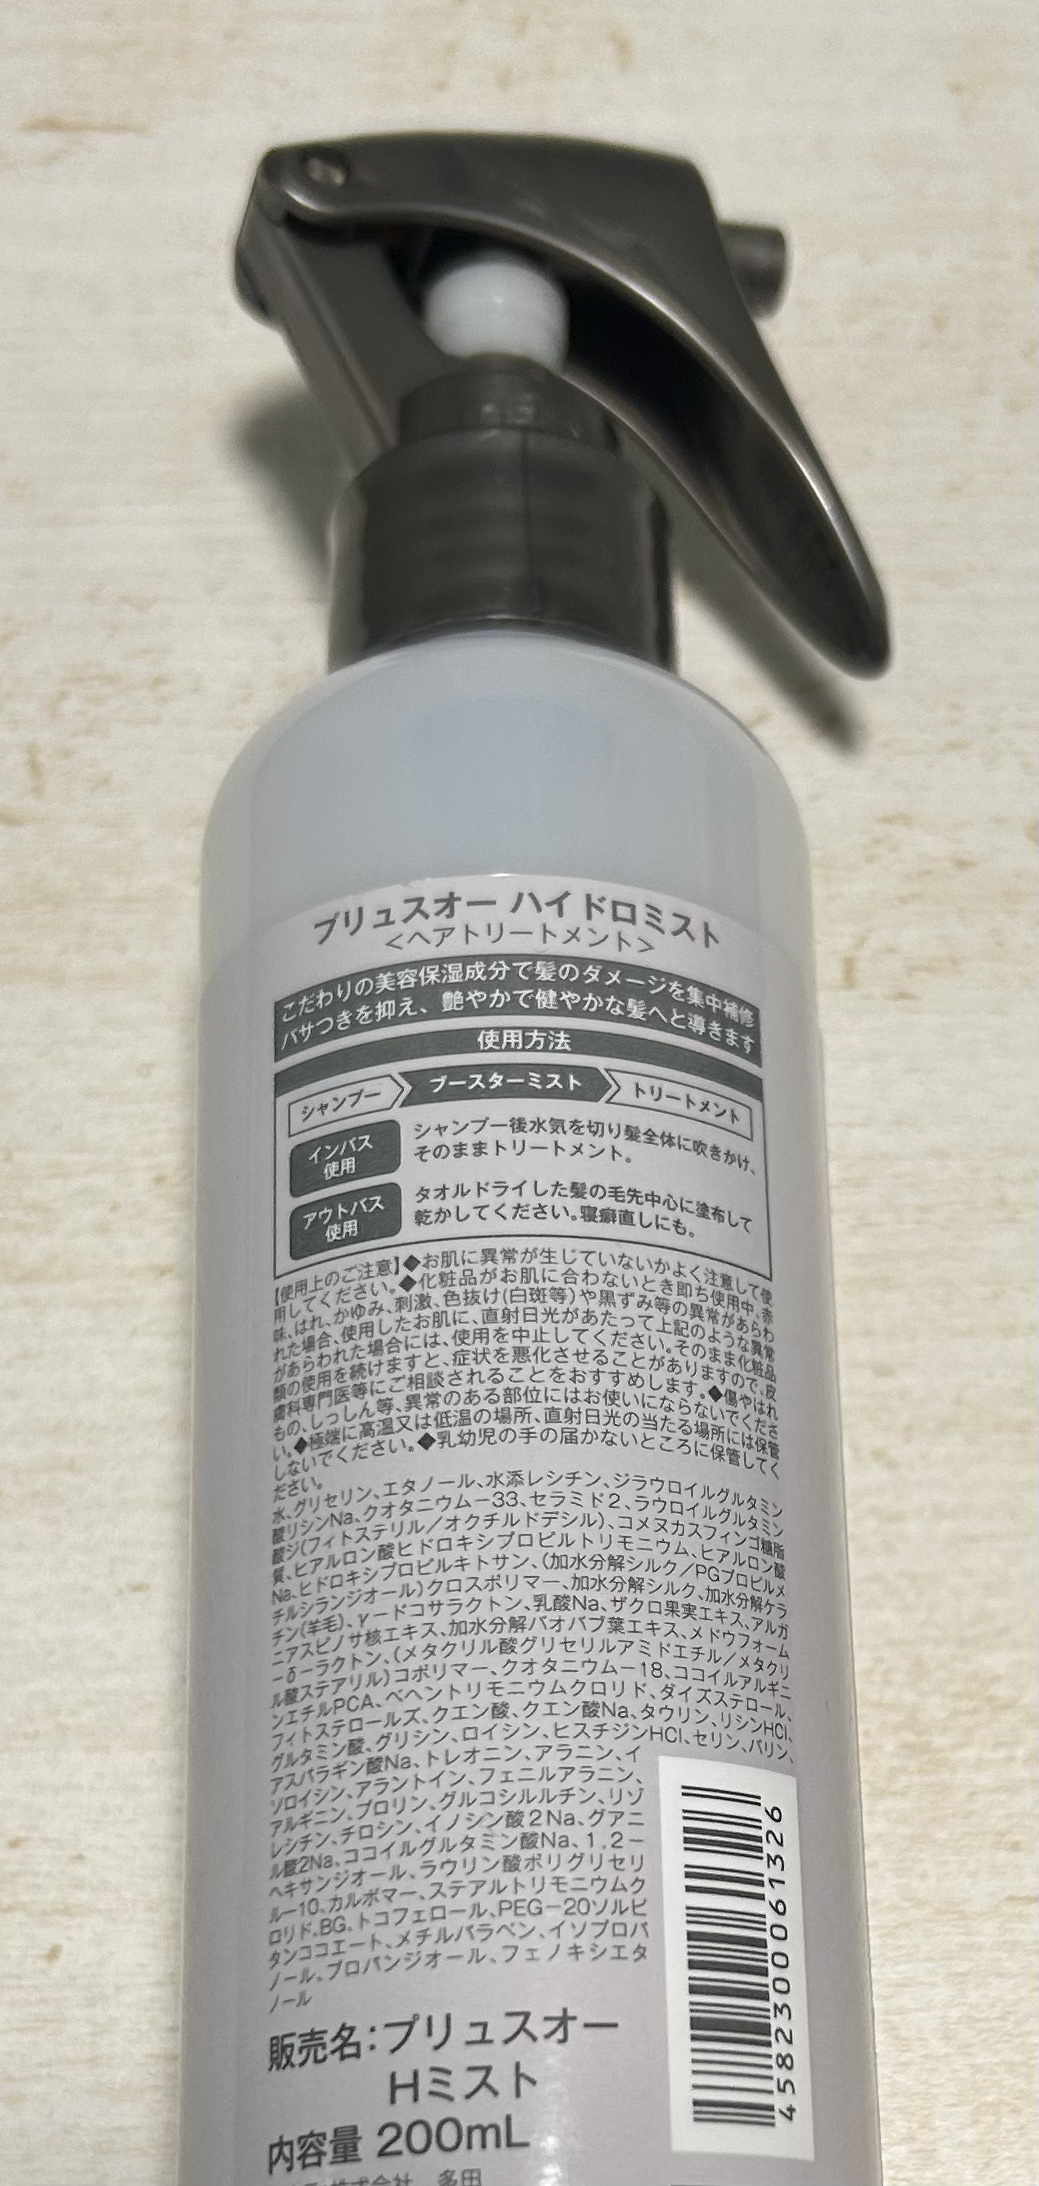 プリュスオー ハイドロミスト
<ヘアトリートメント>
こだわりの美容保湿成分で髪のダメージを集中補修
パサつきを抑え、艶やかで健やかな髪へと導きます
使用方法
シャンプー ブースターミスト トリートメント
インバス
使用
シャンプー後水気を切り髪全体に吹きかけ、
そのままトリートメント。
アウトバス
使用
タオルドライした髪の毛先中心に塗布して
乾かしてください。寝癖直しにも。
【使用上のご注意】◆お肌に異常が生じていないかよく注意して使
用してください。◆化粧品がお肌に合わないとき即ち使用中、赤
味、はれ、かゆみ、刺激、色抜け(白斑等)や黒ずみ等の異常があらわ
れた場合、使用したお肌に、直射日光があたって上記のような異常
があらわれた場合には、使用を中止してください。そのまま化粧品
類の使用を続けますと、症状を悪化させることがありますので、皮
膚科専門医等にご相談されることをおすすめします。◆傷やはれ
もの、しっしん等、異常のある部位にはお使いにならないでくださ
い。◆極端に高温又は低温の場所、直射日光の当たる場所には保管
しないでください。◆乳幼児の手の届かないところに保管してく
ださい。
水、グリセリン、エタノール、水添レシチン、ジラウロイルグルタミン
酸リシンNa、クオタニウム-33、セラミド2、ラウロイルグルタミン
酸ジ(フィトステリル/オクチルドデシル)、コメヌカスフィンゴ糖脂
質、ヒアルロン酸ヒドロキシプロピルトリモニウム、ヒアルロン酸
Na、ヒドロキシプロピルキトサン、(加水分解シルク/PGプロピルメ
チルシランジオール)クロスポリマー、加水分解シルク、加水分解ケラ
チン(羊毛)、γ-ドコサラクトン、乳酸Na、ザクロ果実エキス、アルガ
ニアスピノサ核エキス、加水分解バオバブ葉エキス、メドウフォーム
-δ-ラクトン、(メタクリル酸グリセリルアミドエチル/メタクリ
ル酸ステアリル)コポリマー、クオタニウム-18、ココイルアルギニ
ンエチルPCA、ベヘントリモニウムクロリド、ダイズステロール、
フィトステロールズ、クエン酸、クエン酸Na、タウリン、リシンHCl、
グルタミン酸、グリシン、ロイシン、ヒスチジンHCl、セリン、バリン、
アスパラギン酸Na、トレオニン、アラニン、イ
ソロイシン、アラントイン、フェニルアラニン、
アルギニン、プロリン、グルコシルルチン、リゾ
レシチン、チロシン、イノシン酸2Na、グアニ
ル酸2Na、ココイルグルタミン酸Na、1,2-
ヘキサンジオール、ラウリン酸ポリグリセリ
ル-10、カルボマー、ステアルトリモニウムク
ロリド、BG、トコフェロール、PEG-20ソルビ
タンココエート、メチルパラベン、イソプロパ
ノール、プロパンジオール、フェノキシエタ
ノール
4582300061326
販売名:プリュスオー
Hミスト
内容量 200mL
株式会社 多田